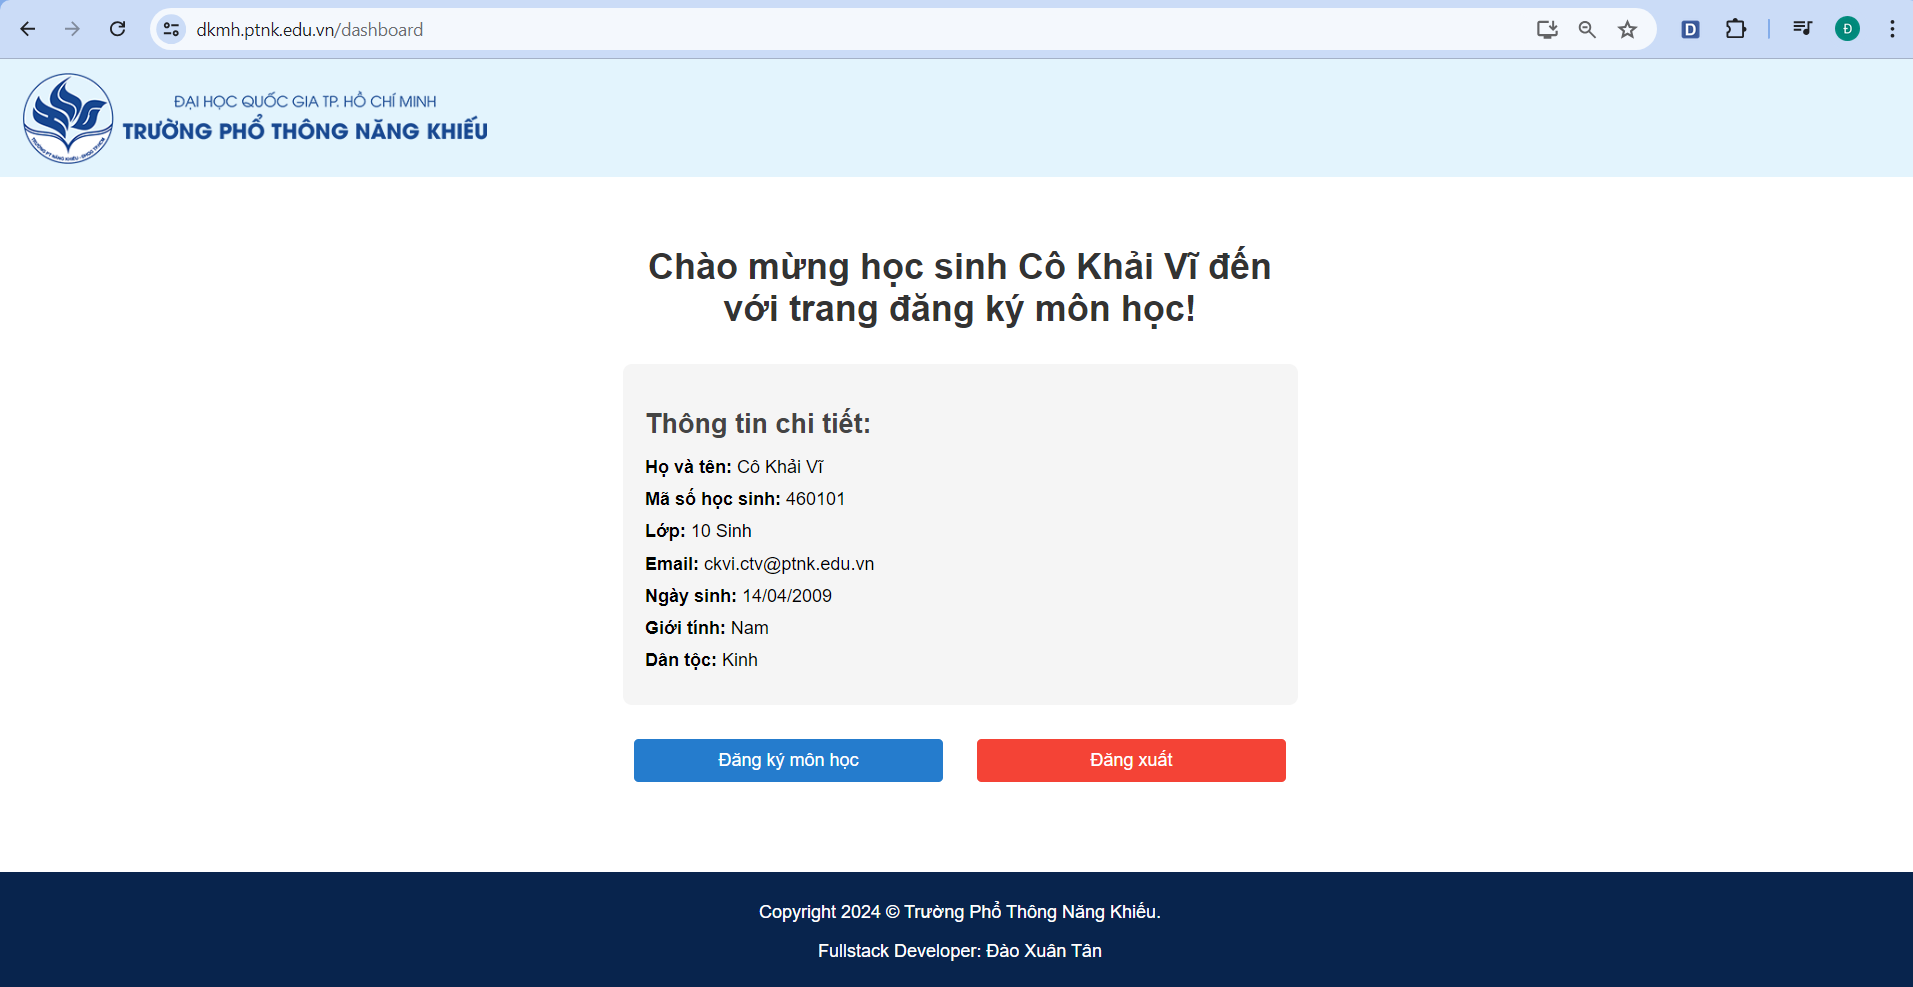 dkmh.ptnk.edu.vn/dashboard
D
Đ
ĐẠI HỌC QUỐC GIA TP. HỒ CHÍ MINH
TRƯỜNG PHỔ THÔNG NĂNG KHIẾU
Chào mừng học sinh Cô Khải Vĩ đến
với trang đăng ký môn học!
Thông tin chi tiết:
Họ và tên: Cô Khải Vĩ
Mã số học sinh: 460101
Lớp: 10 Sinh
Email: ckvi.ctv@ptnk.edu.vn
Ngày sinh: 14/04/2009
Giới tính: Nam
Dân tộc: Kinh
Đăng ký môn học
Đăng xuất
Copyright 2024 © Trường Phổ Thông Năng Khiếu.
Fullstack Developer: Đào Xuân Tân